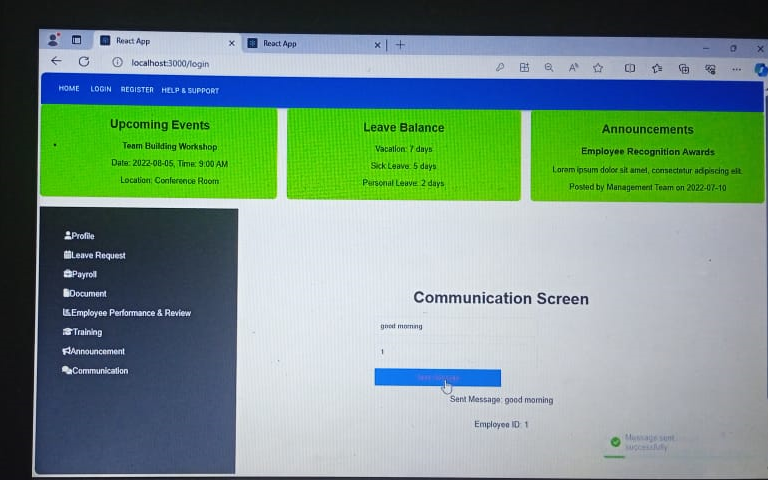 React App
React App
localhost:3000/login
HOME LOGIN REGISTER HELP & SUPPORT
Upcoming Events
Team Building Workshop
Date: 2022-08-05, Time: 9:00 AM
Location: Conference Room
Leave Balance
Vacation: 7 days
Sick Leave: 5 days
Personal Leave: 2 days
Announcements
Employee Recognition Awards
Lorem ipsum dolor sit amet, consectetur adipiscing elit.
Posted by Management Team on 2022-07-10
Profile
Leave Request
Payroll
Document
Employee Performance & Review
Training
Announcement
Communication
Communication Screen
good morning
1
Sent Message: good morning
Employee ID: 1
Message sent
successfully